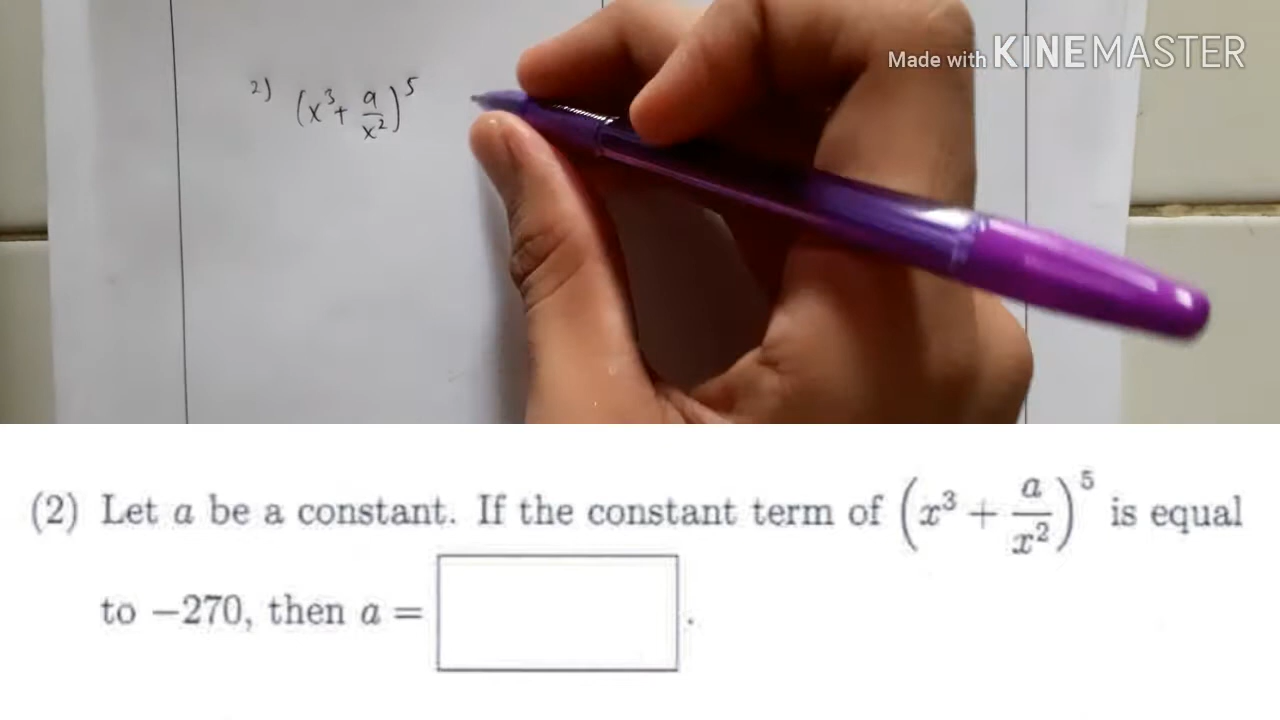 Made with KINEMASTER
2) (x³ + a/x²)⁵
(2) Let a be a constant. If the constant term of (x³ + a/x²)⁵ is equal
to −270, then a = .